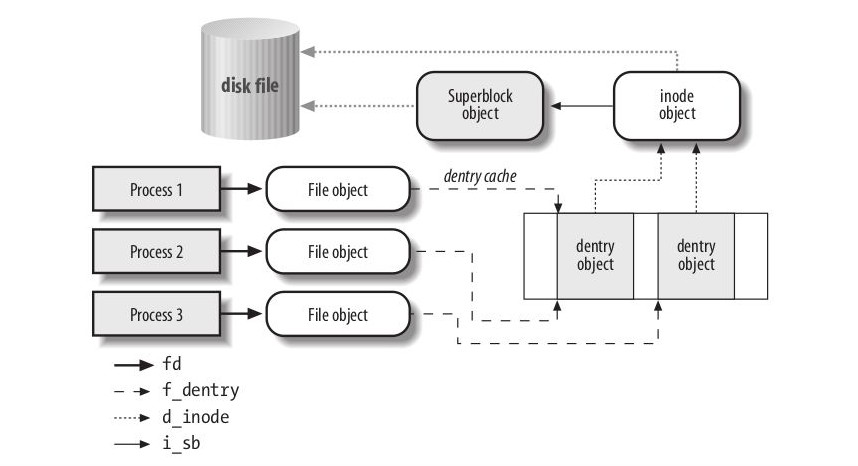 disk file
Superblock
object
inode
object
Process 1
File object
dentry cache
Process 2
File object
dentry
object
dentry
object
Process 3
File object
fd
f_dentry
d_inode
i_sb